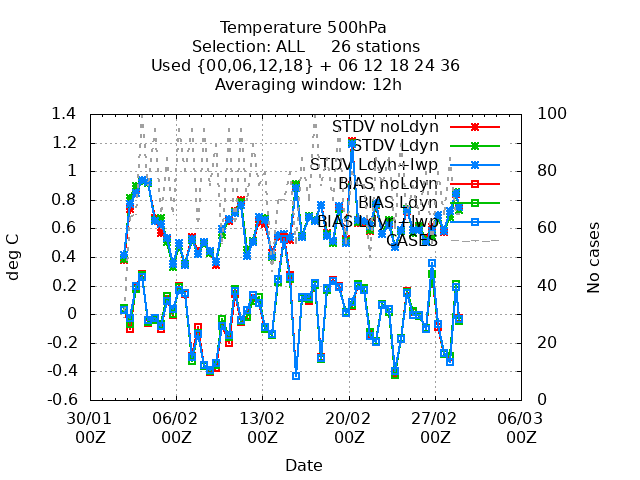 Temperature 500hPa
Selection: ALL     26 stations
Used {00,06,12,18} + 06 12 18 24 36
Averaging window: 12h
deg C
1.4
1.2
1
0.8
0.6
0.4
0.2
0
-0.2
-0.4
-0.6
STDV noLdyn
STDV Ldyn
STDV Ldyn+lwp
BIAS noLdyn
BIAS Ldyn
BIAS Ldyn+lwp
CASES
100
80
60
40
20
0
No cases
30/01 06/02 13/02 20/02 27/02 06/03
00Z 00Z 00Z 00Z 00Z 00Z
Date